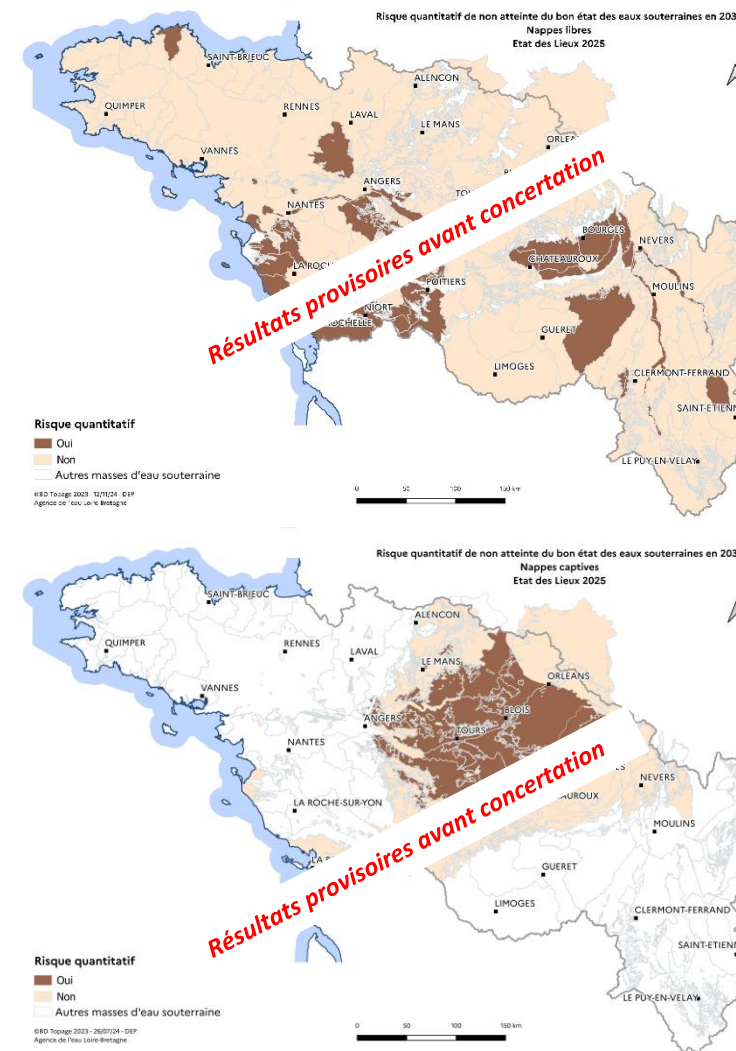 Risque quantitatif de non atteinte du bon état des eaux souterraines en 203
Nappes libres
Etat des Lieux 2025
SAINT-BRIEUC
ALENCON
QUIMPER
RENNES
LAVAL
LE MANS
ORLEA
VANNES
ANGERS
TOU
NANTES
BOURGES
NEVERS
LA ROCH
CHATEAUROUX
POITIERS
MOULINS
NIORT
ROCHELLE
GUERET
LIMOGES
CLERMONT-FERRAND
SAINT-ETIENN
LE PUY-EN-VELAY
Résultats provisoires avant concertation
Risque quantitatif
Oui
Non
Autres masses d'eau souterraine
©BD Topage 2023 - 12/11/24 - DEP
Agence de l'eau Loire-Bretagne
0 50 100 150 km
Risque quantitatif de non atteinte du bon état des eaux souterraines en 203
Nappes captives
Etat des Lieux 2025
SAINT-BRIEUC
ALENCON
QUIMPER
RENNES
LAVAL
LE MANS
ORLEANS
VANNES
ANGERS
BLOIS
TOURS
NANTES
ES
NEVERS
LA ROCHE-SUR-YON
AUROUX
MOULINS
LA R
GUERET
LIMOGES
CLERMONT-FERRAND
SAINT-ETIENN
LE PUY-EN-VELAY
Résultats provisoires avant concertation
Risque quantitatif
Oui
Non
Autres masses d'eau souterraine
©BD Topage 2023 - 26/07/24 - DEP
Agence de l'eau Loire-Bretagne
0 50 100 150 km